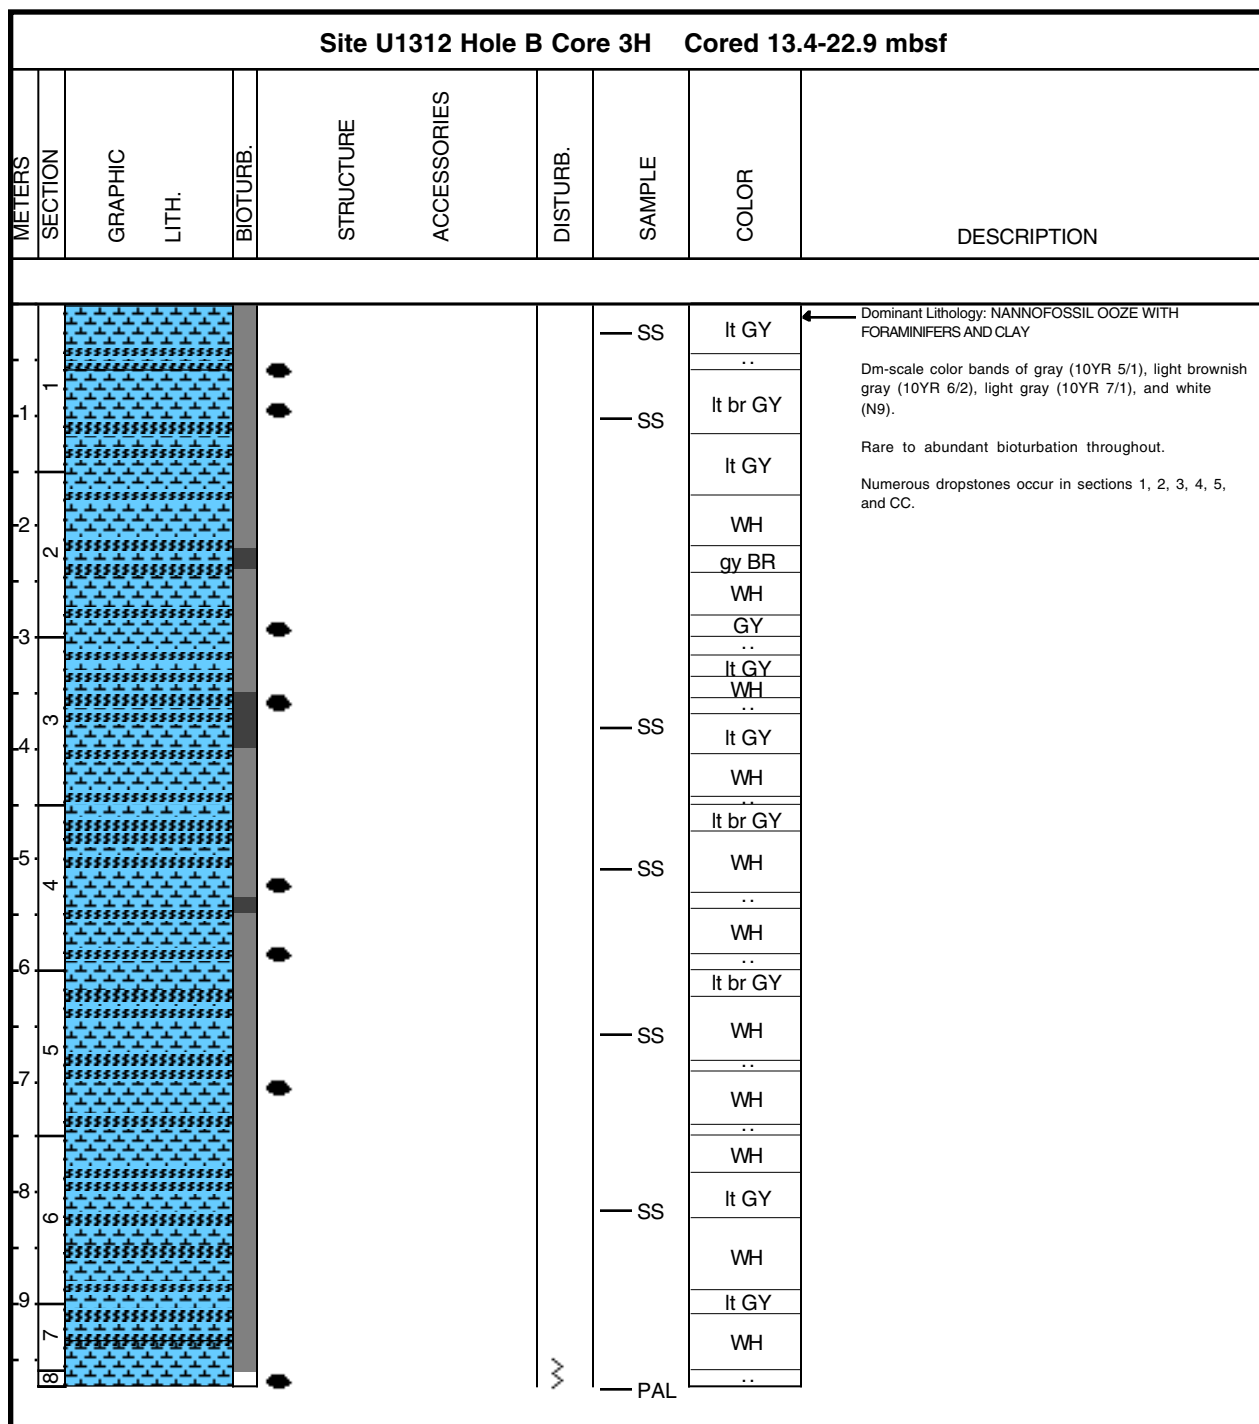 Site U1312 Hole B Core 3H Cored 13.4-22.9 mbsf
METERS
SECTION
GRAPHIC
LITH.
BIOTURB.
STRUCTURE
ACCESSORIES
DISTURB.
SAMPLE
COLOR
DESCRIPTION
Dominant Lithology: NANNOFOSSIL OOZE WITH
FORAMINIFERS AND CLAY
Dm-scale color bands of gray (10YR 5/1), light brownish
gray (10YR 6/2), light gray (10YR 7/1), and white
(N9).
Rare to abundant bioturbation throughout.
Numerous dropstones occur in sections 1, 2, 3, 4, 5,
and CC.
1
2
3
4
5
6
7
8
9
1
2
3
4
5
6
7
8
SS
SS
SS
SS
SS
SS
PAL
lt GY
..
lt br GY
lt GY
WH
gy BR
WH
GY
..
lt GY
WH
..
lt GY
WH
..
lt br GY
WH
..
WH
..
lt br GY
WH
..
WH
..
WH
lt GY
WH
lt GY
WH
..